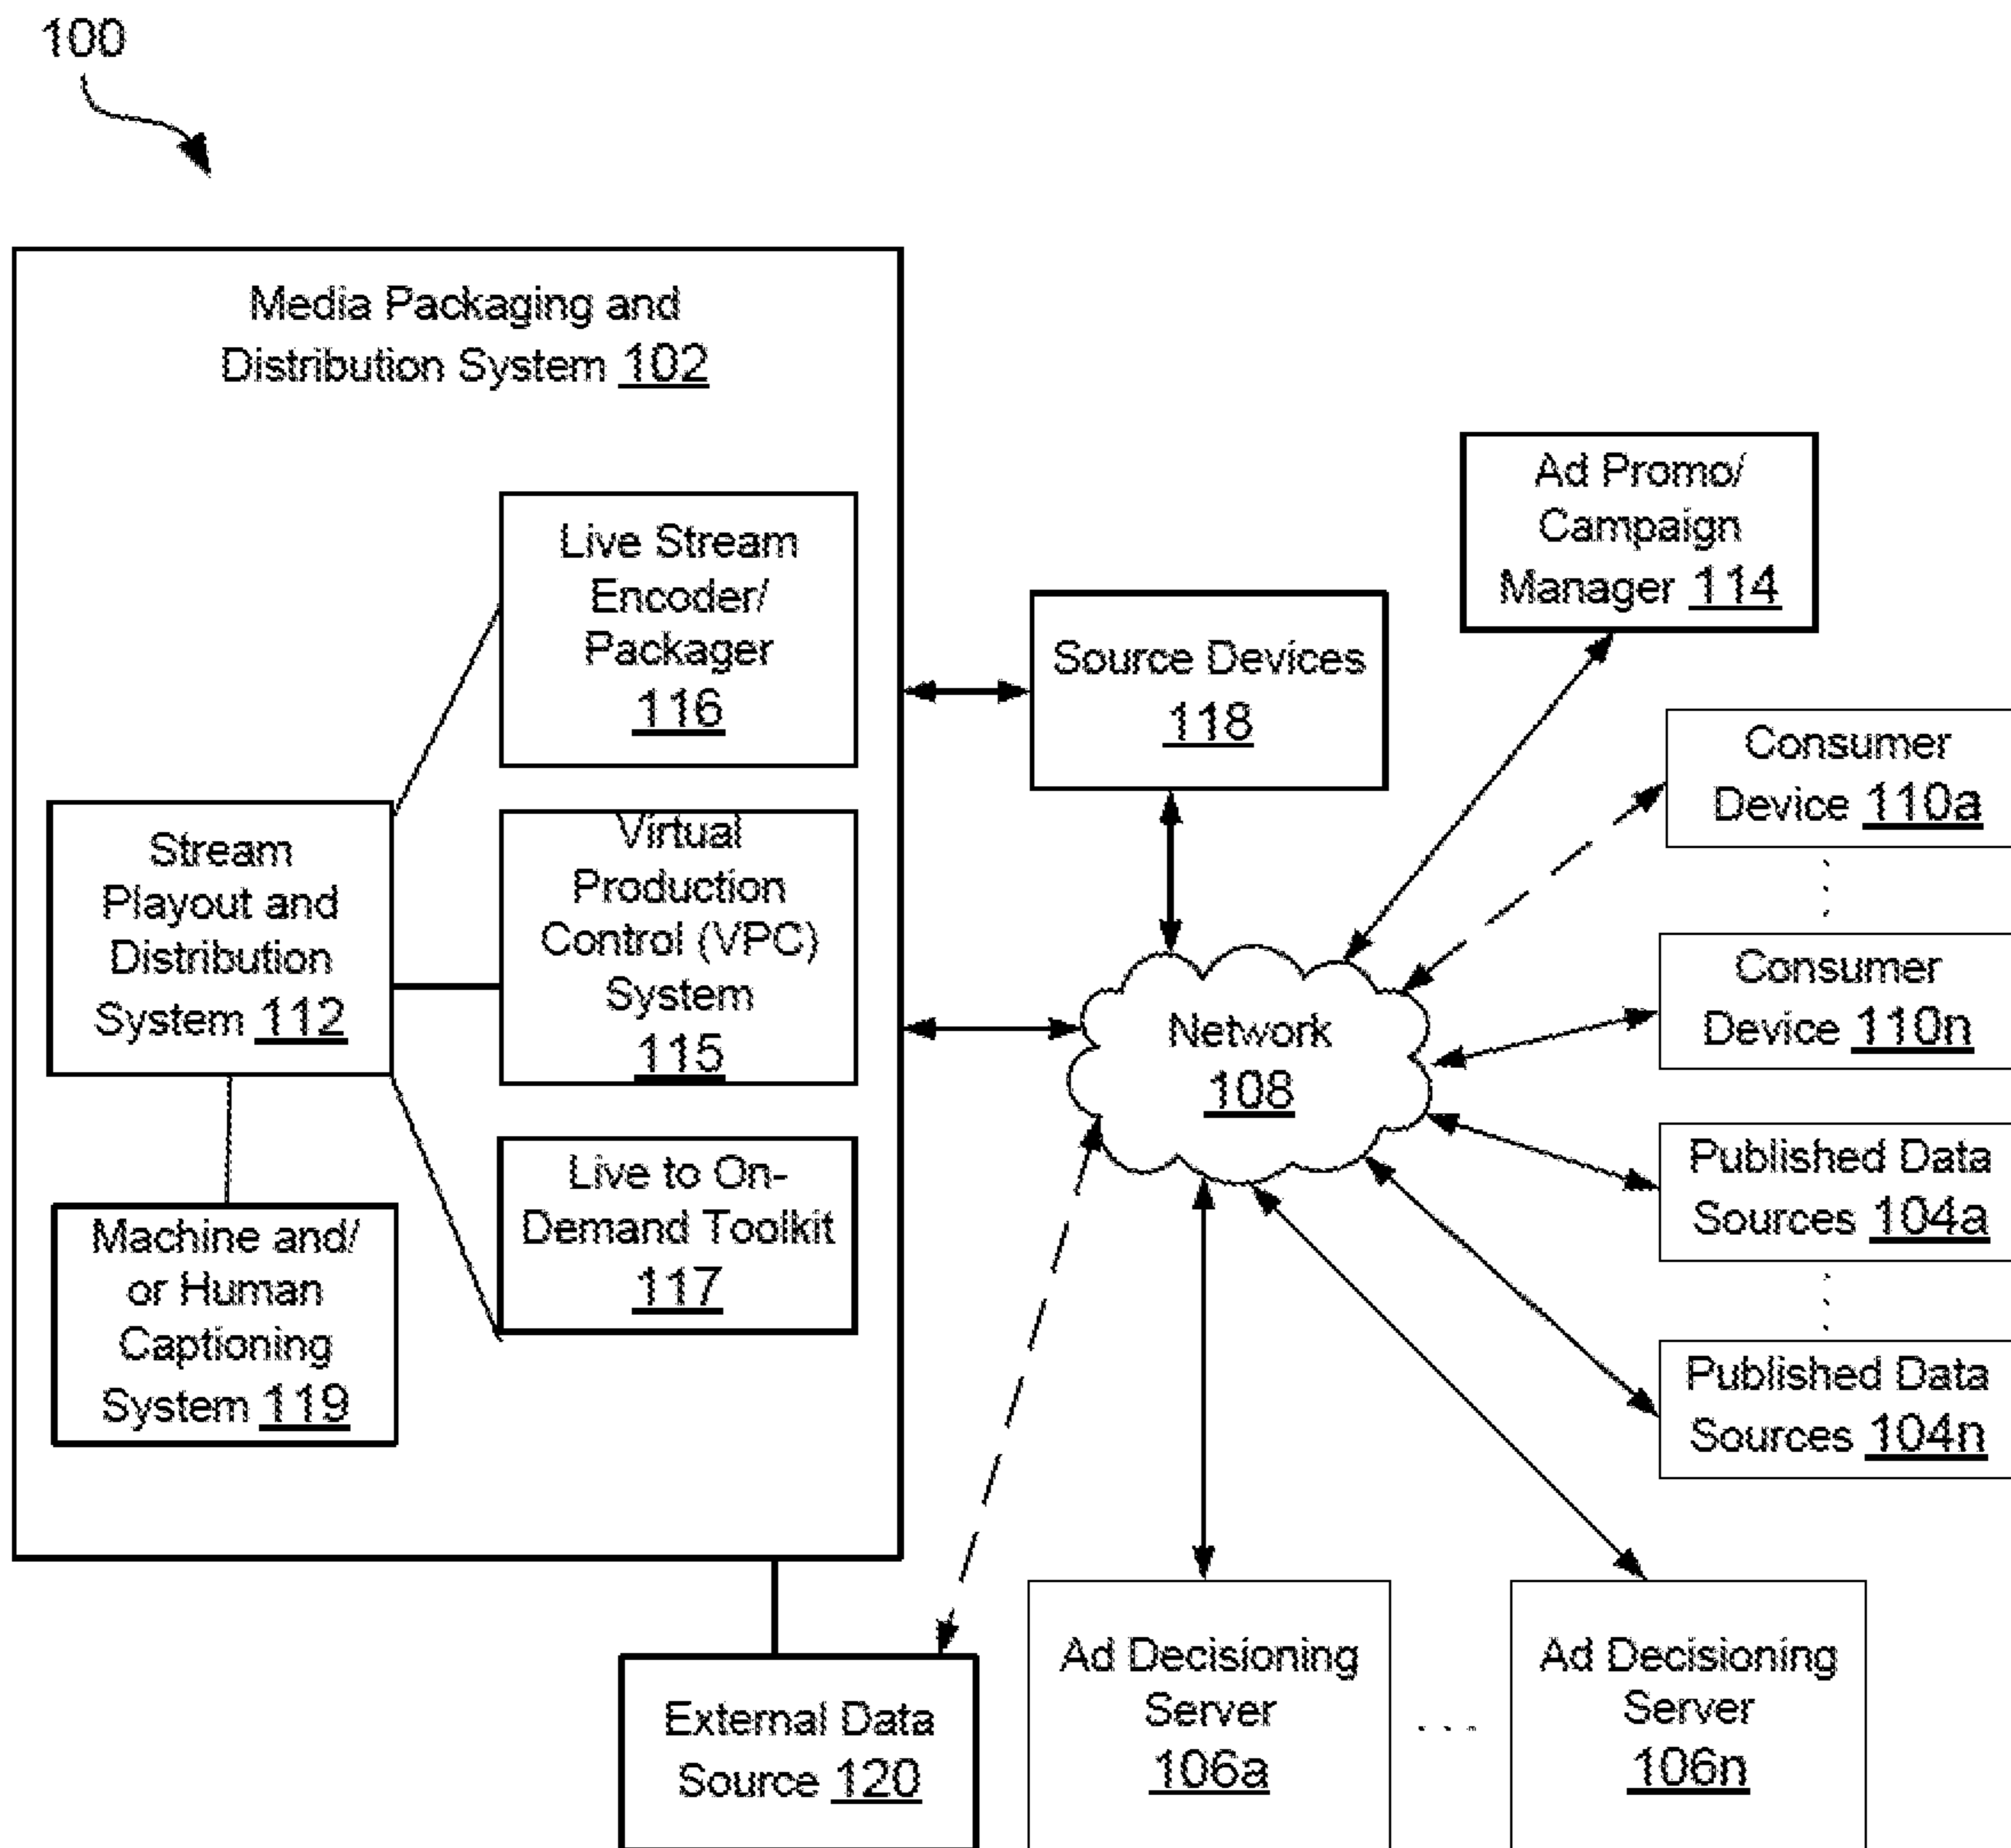 100
Media Packaging and
Distribution System 102
Live Stream
Encoder/
Packager
116
Stream
Playout and
Distribution
System 112
Virtual
Production
Control (VPC)
System
115
Machine and/
or Human
Captioning
System 119
Live to On-
Demand Toolkit
117
Source Devices
118
Ad Promo/
Campaign
Manager 114
Network
108
Consumer
Device 110a
Consumer
Device 110n
Published Data
Sources 104a
Published Data
Sources 104n
External Data
Source 120
Ad Decisioning
Server
106a
Ad Decisioning
Server
106n